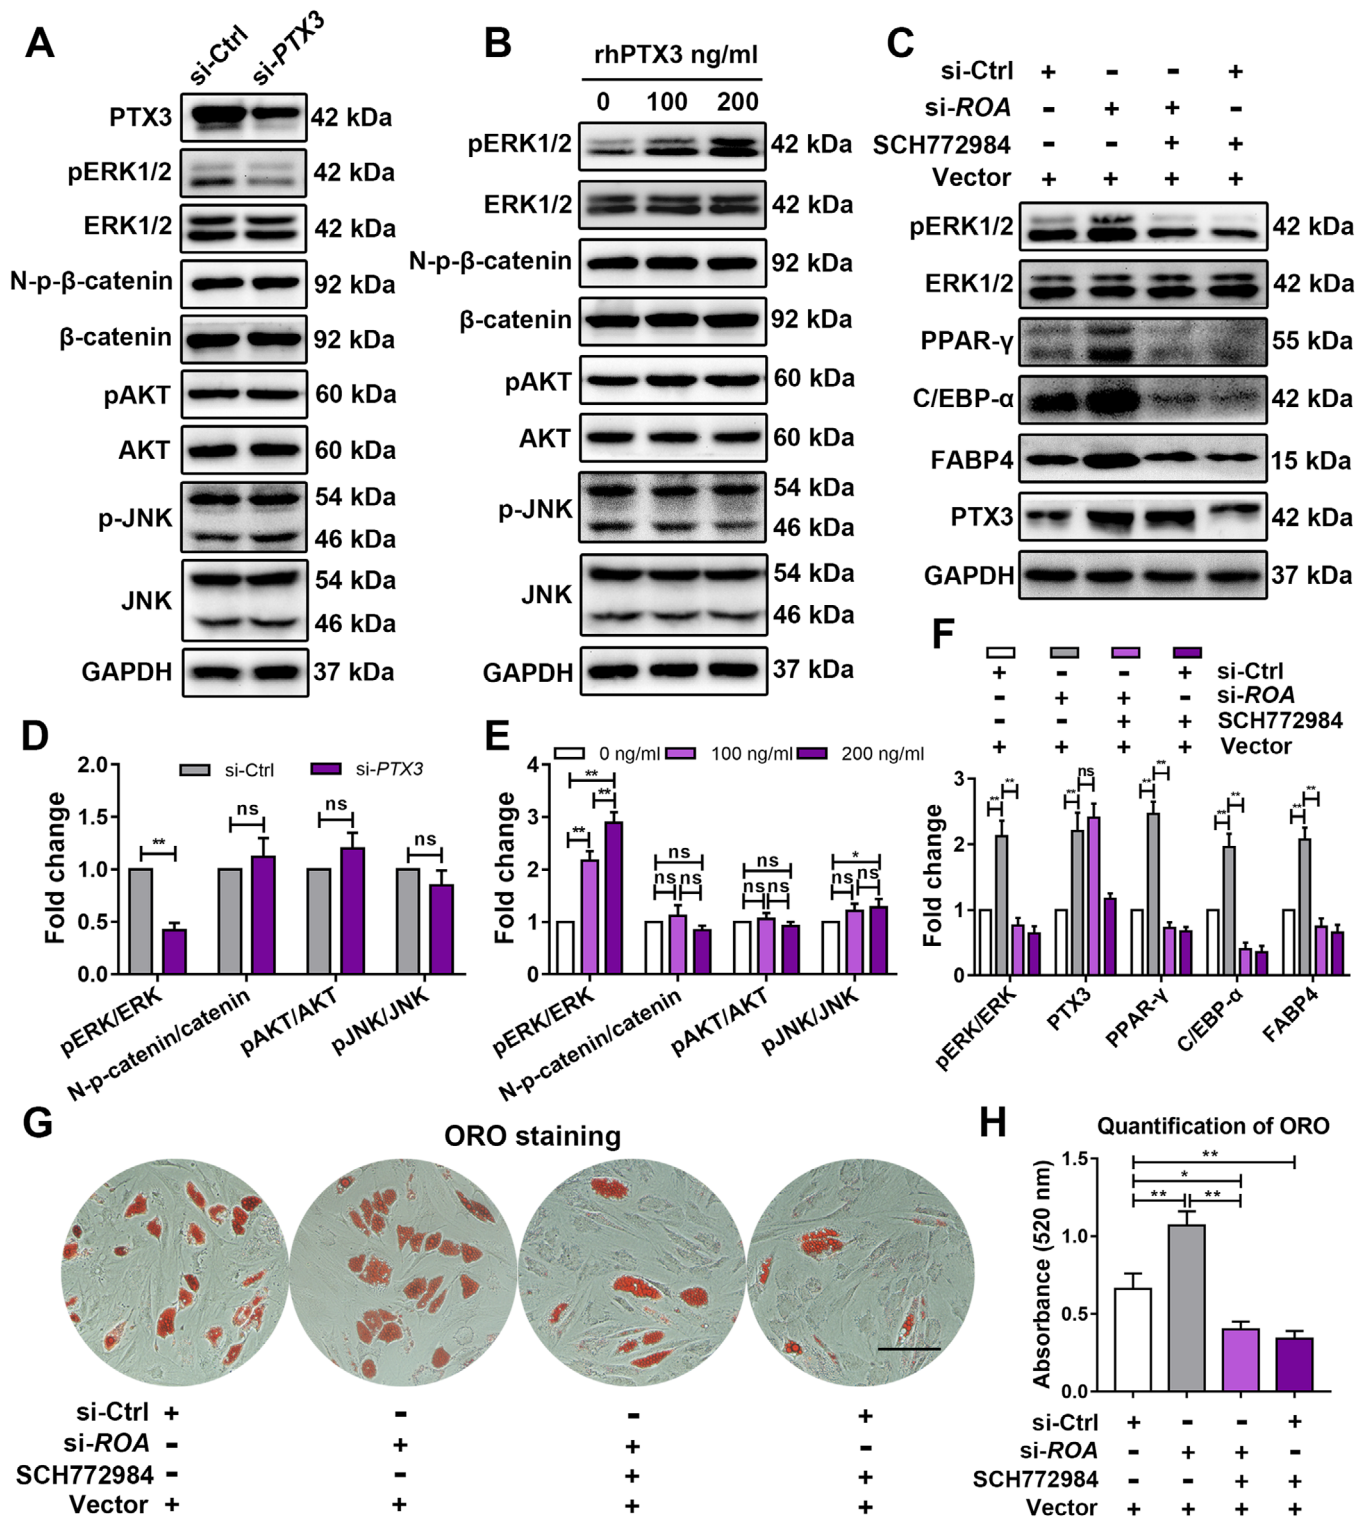 A
si-Ctrl
si-PTX3
PTX3 42 kDa
pERK1/2 42 kDa
ERK1/2 42 kDa
N-p-β-catenin 92 kDa
β-catenin 92 kDa
pAKT 60 kDa
AKT 60 kDa
p-JNK 54 kDa
46 kDa
JNK 54 kDa
46 kDa
GAPDH 37 kDa
B
rhPTX3 ng/ml
0 100 200
pERK1/2 42 kDa
ERK1/2 42 kDa
N-p-β-catenin 92 kDa
β-catenin 92 kDa
pAKT 60 kDa
AKT 60 kDa
p-JNK 54 kDa
46 kDa
JNK 54 kDa
46 kDa
GAPDH 37 kDa
C
si-Ctrl + - - +
si-ROA - + + -
SCH772984 - - + +
Vector + + + +
pERK1/2 42 kDa
ERK1/2 42 kDa
PPAR-γ 55 kDa
C/EBP-α 42 kDa
FABP4 15 kDa
PTX3 42 kDa
GAPDH 37 kDa
D
si-Ctrl si-PTX3
Fold change
2.0
1.5
1.0
0.5
0.0
** ns ns ns
pERK/ERK
N-p-catenin/catenin
pAKT/AKT
pJNK/JNK
E
0 ng/ml 100 ng/ml 200 ng/ml
Fold change
4
3
2
1
0
**
** **
ns
ns ns
ns
ns ns
*
ns ns
pERK/ERK
N-p-catenin/catenin
pAKT/AKT
pJNK/JNK
F
+ - - + si-Ctrl
- + + - si-ROA
- - + + SCH772984
+ + + + Vector
Fold change
3
2
1
0
** ** ** ns ** ** ** ** ** **
pERK/ERK
PTX3
PPAR-γ
C/EBP-α
FABP4
G
ORO staining
si-Ctrl + - - +
si-ROA - + + -
SCH772984 - - + +
Vector + + + +
H
Quantification of ORO
Absorbance (520 nm)
1.5
1.0
0.5
0.0
**
*
** **
si-Ctrl + - - +
si-ROA - + + -
SCH772984 - - + +
Vector + + + +